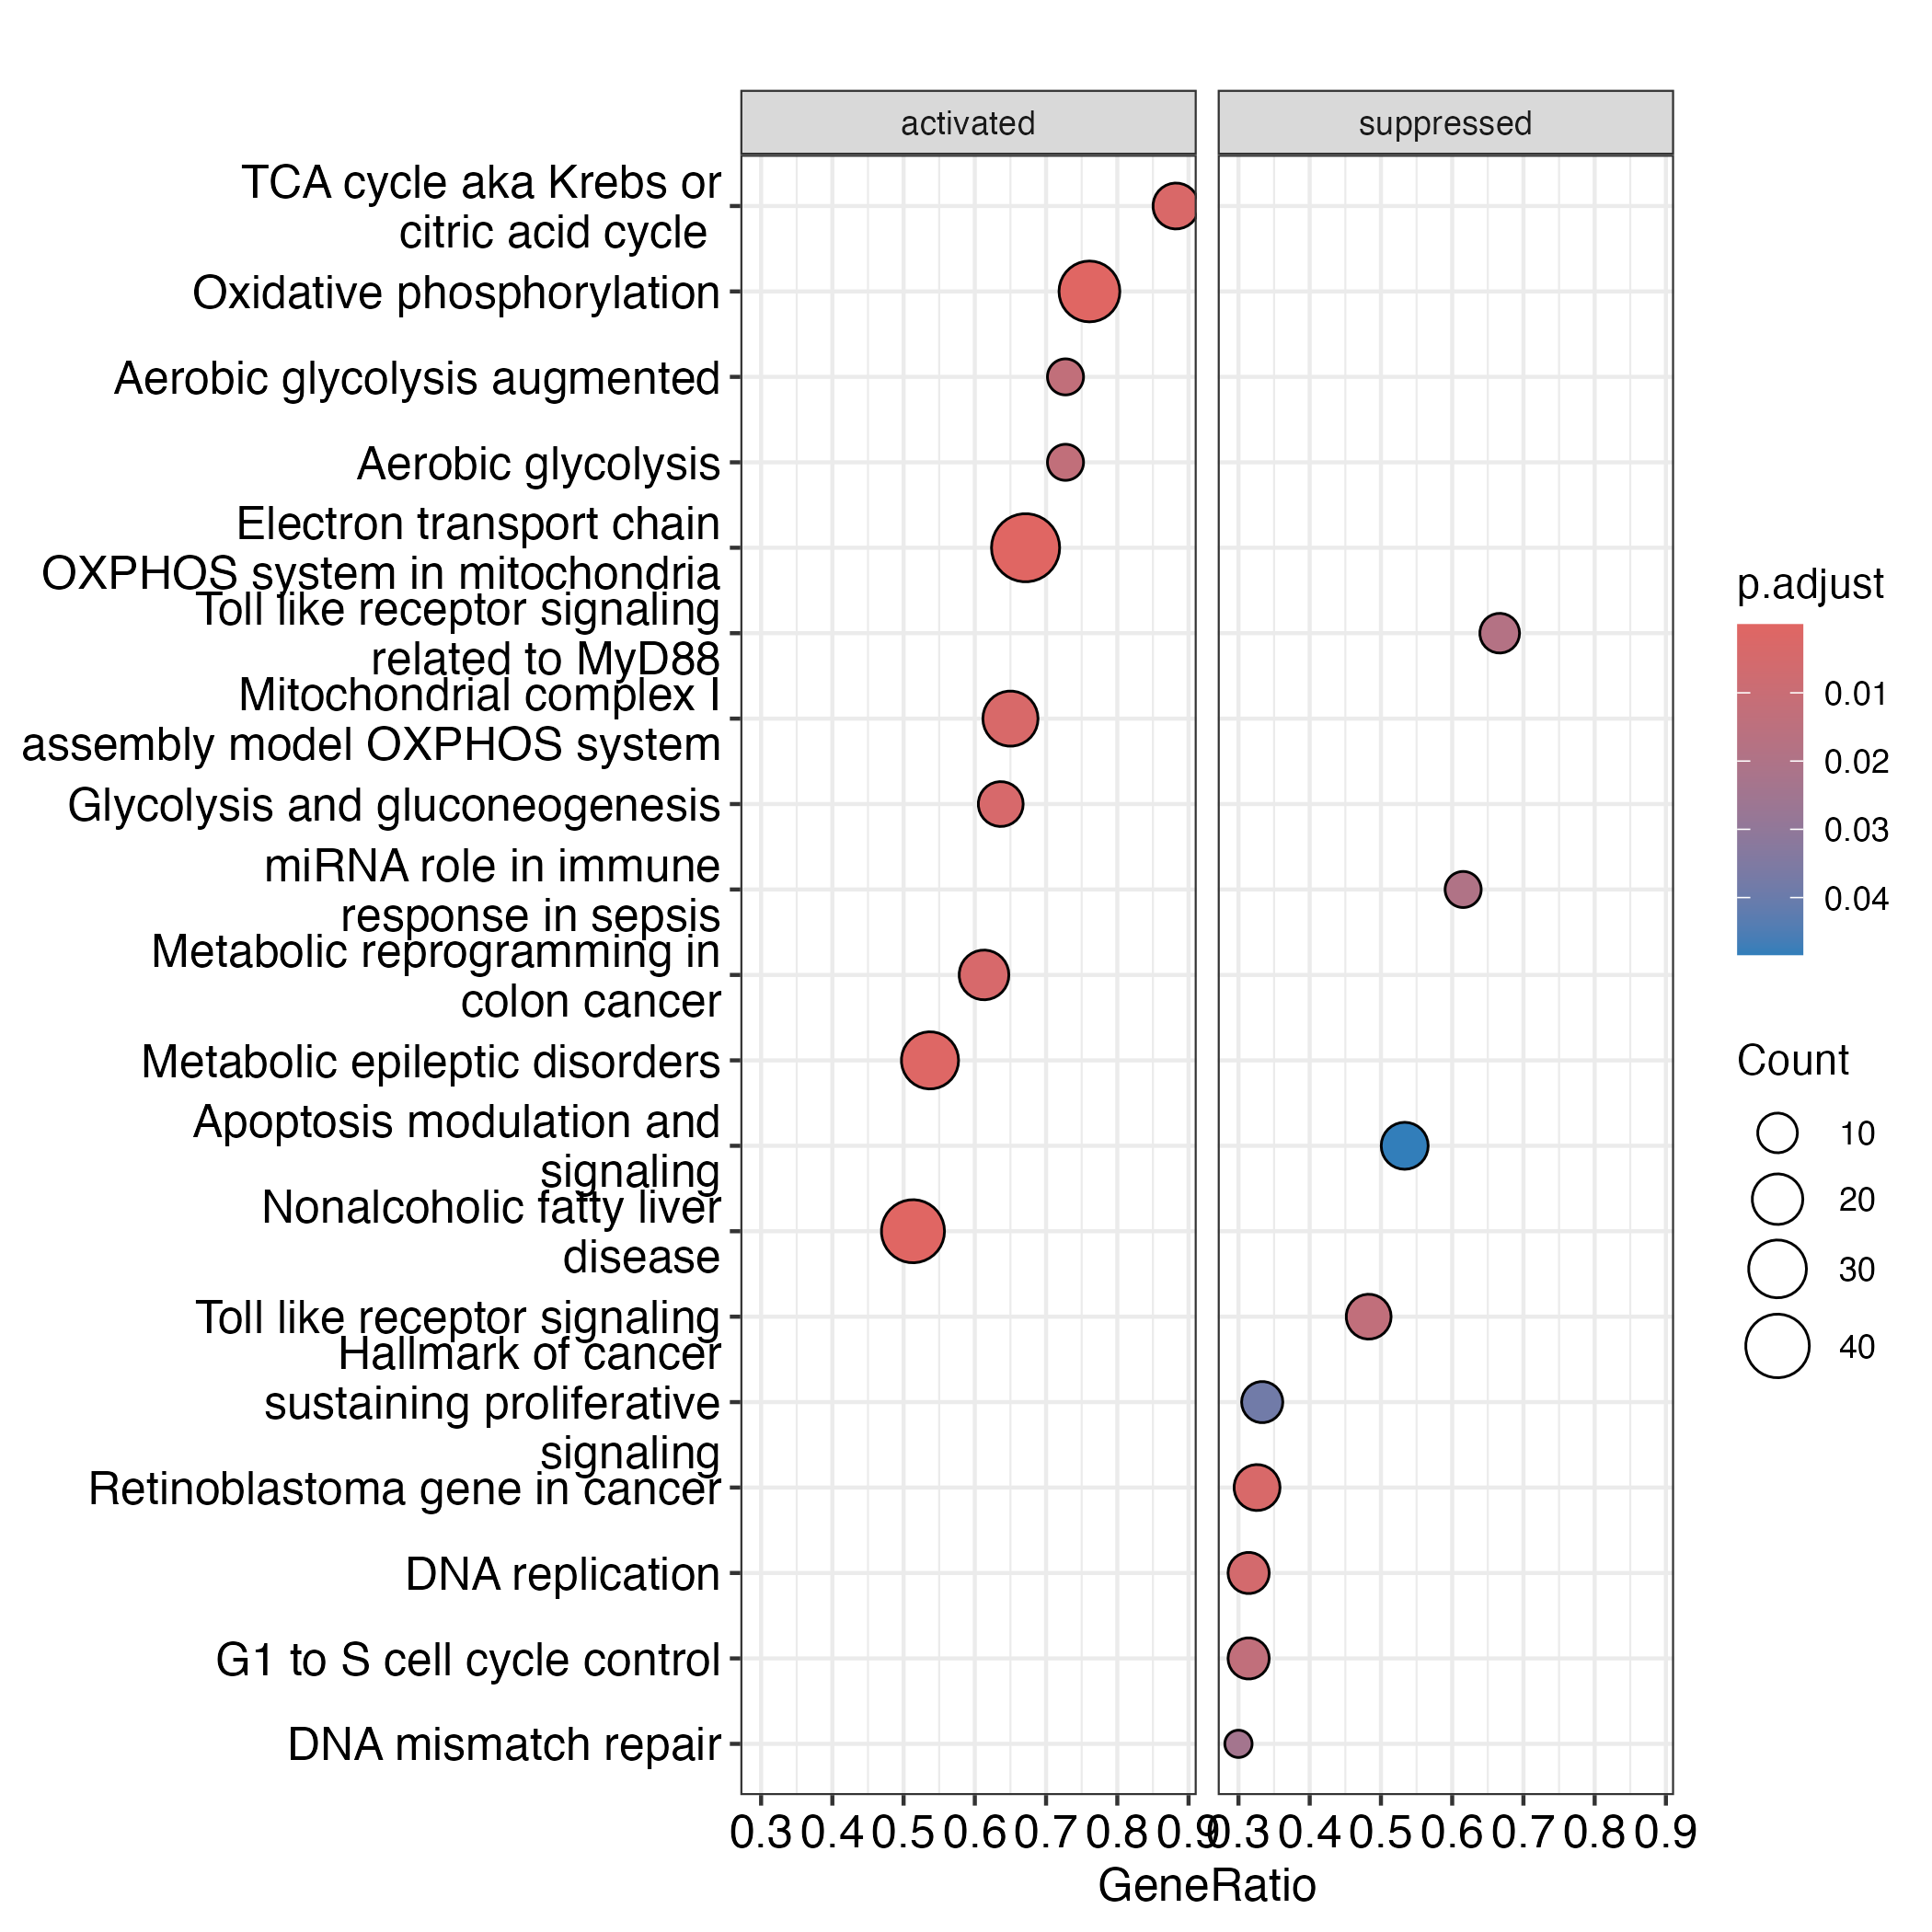 activated
suppressed
TCA cycle aka Krebs or
citric acid cycle
Oxidative phosphorylation
Aerobic glycolysis augmented
Aerobic glycolysis
Electron transport chain
OXPHOS system in mitochondria
Toll like receptor signaling
related to MyD88
Mitochondrial complex I
assembly model OXPHOS system
Glycolysis and gluconeogenesis
miRNA role in immune
response in sepsis
Metabolic reprogramming in
colon cancer
Metabolic epileptic disorders
Apoptosis modulation and
signaling
Nonalcoholic fatty liver
disease
Toll like receptor signaling
Hallmark of cancer
sustaining proliferative
signaling
Retinoblastoma gene in cancer
DNA replication
G1 to S cell cycle control
DNA mismatch repair
0.3 0.4 0.5 0.6 0.7 0.8 0.9
0.3 0.4 0.5 0.6 0.7 0.8 0.9
GeneRatio
p.adjust
0.01
0.02
0.03
0.04
Count
10
20
30
40